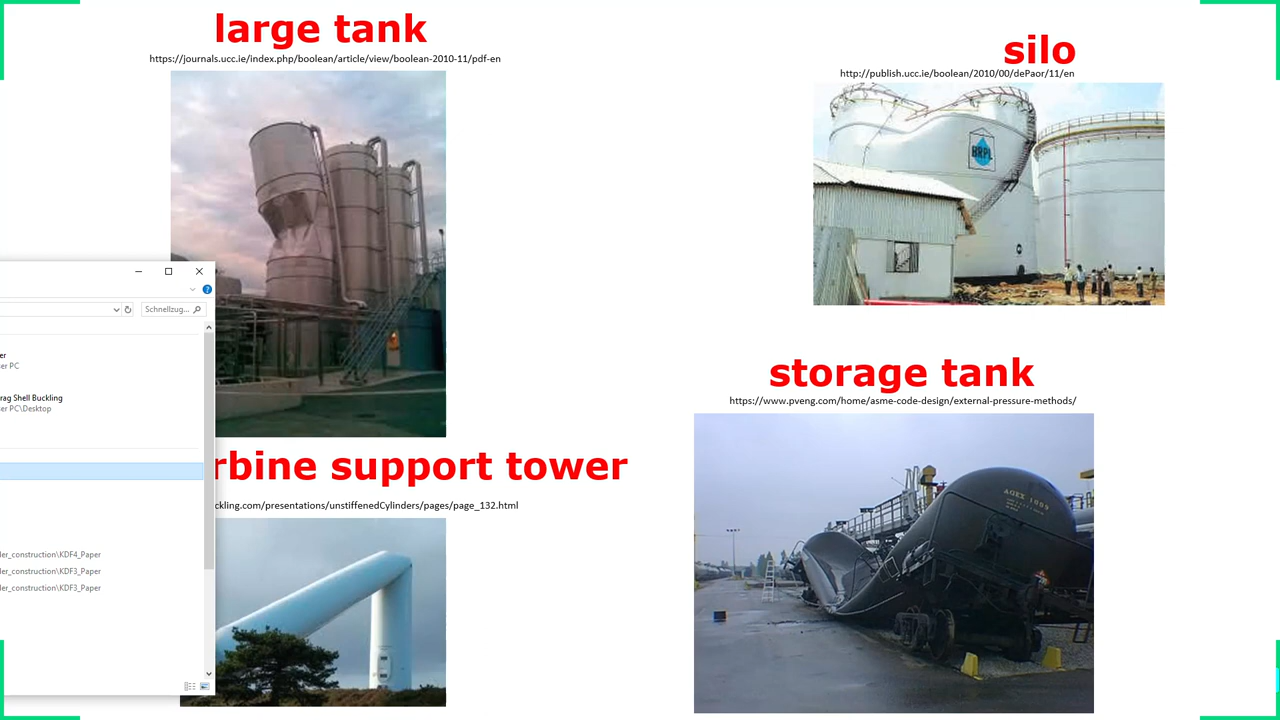 large tank
https://journals.ucc.ie/index.php/boolean/article/view/boolean-2010-11/pdf-en
silo
http://publish.ucc.ie/boolean/2010/00/dePaor/11/en
BRPL
Schnellzug...
er
er PC
rag Shell Buckling
er PC\Desktop
ler_construction\KDF4_Paper
ler_construction\KDF3_Paper
ler_construction\KDF3_Paper
rbine support tower
ckling.com/presentations/unstiffenedCylinders/pages/page_132.html
storage tank
https://www.pveng.com/home/asme-code-design/external-pressure-methods/